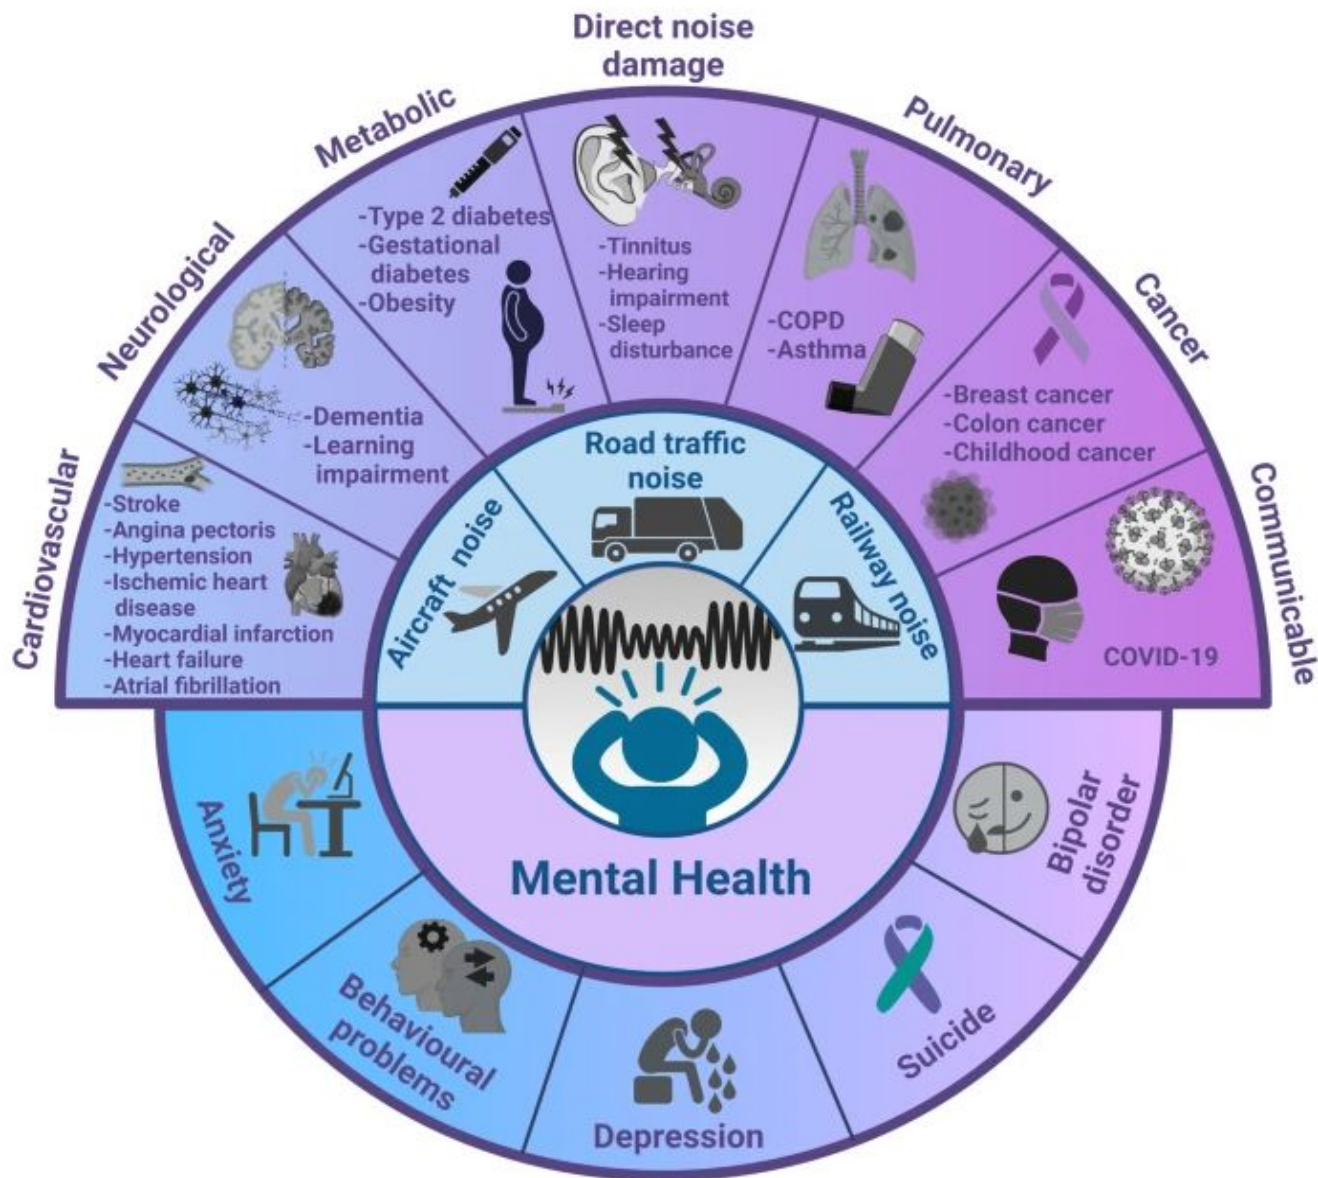 Direct noise
damage
Metabolic
Pulmonary
Neurological
Cancer
Cardiovascular
Communicable
-Type 2 diabetes
-Gestational
diabetes
-Obesity
-Tinnitus
-Hearing
impairment
-Sleep
disturbance
-COPD
-Asthma
-Breast cancer
-Colon cancer
-Childhood cancer
-Dementia
-Learning
impairment
-Stroke
-Angina pectoris
-Hypertension
-Ischemic heart
disease
-Myocardial infarction
-Heart failure
-Atrial fibrillation
COVID-19
Aircraft noise
Road traffic
noise
Railway noise
Mental Health
Anxiety
Behavioural
problems
Depression
Suicide
Bipolar
disorder